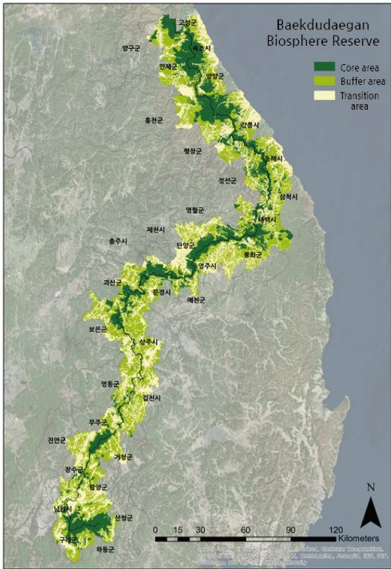 Baekdudaegan
Biosphere Reserve
Core area
Buffer area
Transition
area
고성군
양구군
속초시
인제군
양양군
홍천군
강릉시
평창군
동해시
정선군
삼척시
영월군
태백시
제천시
충주시
단양군
봉화군
영주시
괴산군
문경시
예천군
보은군
상주시
영동군
김천시
무주군
진안군
거창군
장수군
함양군
남원시
산청군
구례군
하동군
N
0 15 30 60 90 120
Kilometers